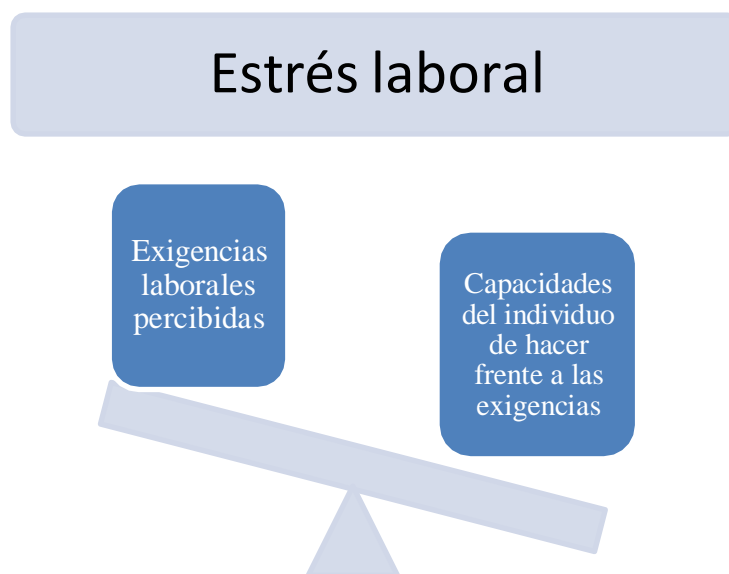 Estrés laboral
Exigencias
laborales
percibidas
Capacidades
del individuo
de hacer
frente a las
exigencias